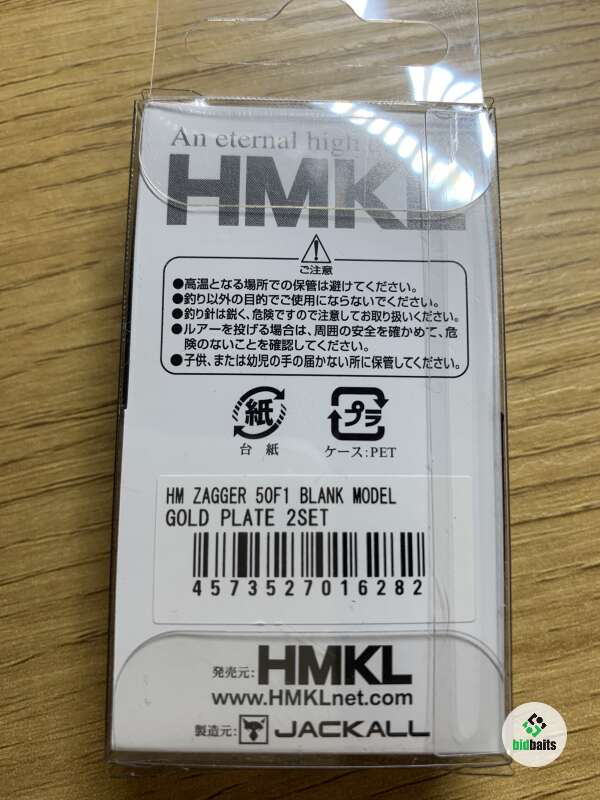 An eternal high
HMKL
ご注意
●高温となる場所での保管は避けてください。
●釣り以外の目的でご使用にならないでください。
●釣り針は鋭く、危険ですので注意してお取り扱いください。
●ルアーを投げる場合は、周囲の安全を確かめて、危
険のないことを確認してください。
●子供、または幼児の手の届かない所に保管してください。
紙 プラ
台紙 ケース:PET
HM ZAGGER 50F1 BLANK MODEL
GOLD PLATE 2SET
4573527016282
発売元: HMKL
www.HMKLnet.com
製造元: JACKALL
bidbaits